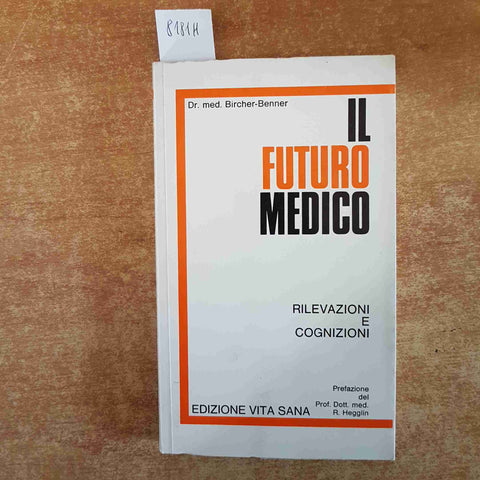 8181H
Dr. med. Bircher-Benner
IL
FUTURO
MEDICO
RILEVAZIONI
E
COGNIZIONI
Prefazione
del
Prof. Dott. med.
R. Hegglin
EDIZIONE VITA SANA